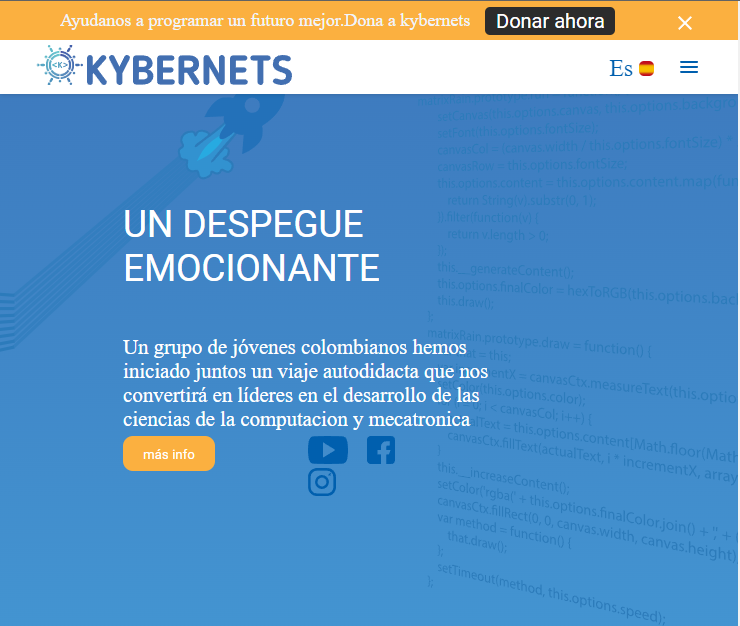 Ayudanos a programar un futuro mejor.Dona a kybernets
Donar ahora
<K>
KYBERNETS
Es
setCanvas(this.options.canvas, this.options.backgro
setFont(this.options.fontSize);
canvasCol = (canvas.width / this.options.fontSize) *
canvasRow = this.options.fontSize;
this.options.content = this.options.content.map(fun
return String(v).substr(0, 1);
}).filter(function(v) {
return v.length > 0;
});
this.__generateContent();
this.options.finalColor = hexToRGB(this.options.bac
this.draw();
};
UN DESPEGUE
EMOCIONANTE
matrixRain.prototype.draw = function() {
Un grupo de jóvenes colombianos hemos
iniciado juntos un viaje autodidacta que nos
convertirá en líderes en el desarrollo de las
ciencias de la computacion y mecatronica
más info
= this;
mentX = canvasCtx.measureText(this.optio
setColor(this.options.color);
i < canvasCol; i++) {
actualText = this.options.content[Math.floor(Math
canvasCtx.fillText(actualText, i * incrementX, array
}
this.__increaseContent();
setColor('rgba(' + this.options.finalColor.join() + ',' +
canvasCtx.fillRect(0, 0, canvas.width, canvas.height)
var method = function() {
that.draw();
};
setTimeout(method, this.options.speed);
};